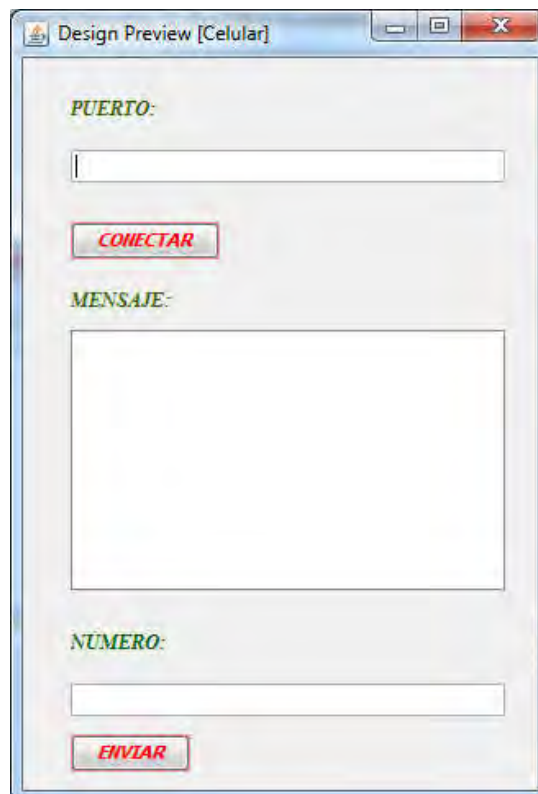 Design Preview [Celular]
PUERTO:
CONECTAR
MENSAJE:
NUMERO:
ENVIAR